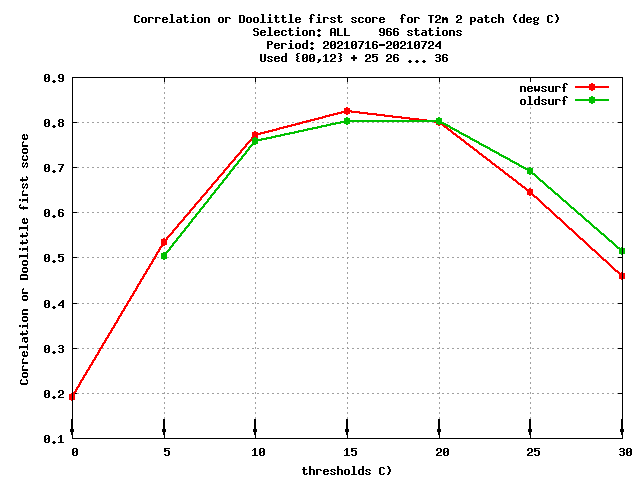 Correlation or Doolittle first score  for T2m 2 patch (deg C)
Selection: ALL    966 stations
Period: 20210716-20210724
Used {00,12} + 25 26 ... 36
newsurf
oldsurf
Correlation or Doolittle first score
0.9
0.8
0.7
0.6
0.5
0.4
0.3
0.2
0.1
0 5 10 15 20 25 30
thresholds C)